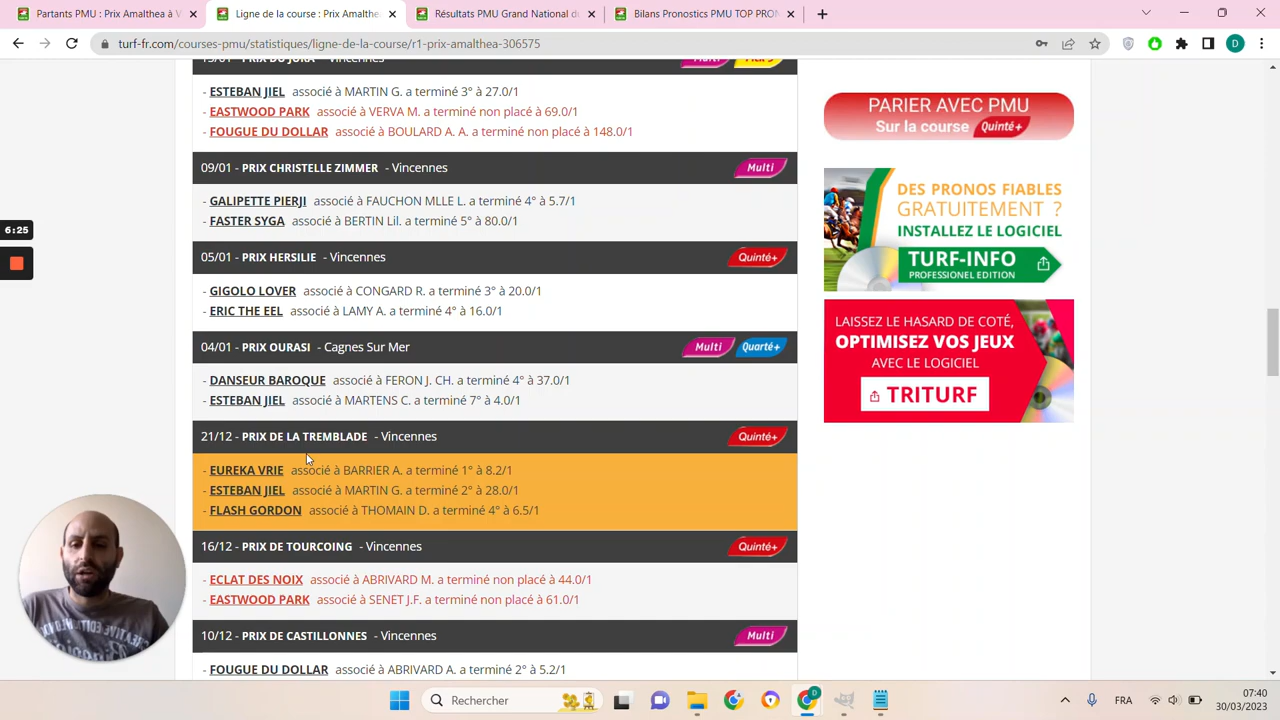 Partants PMU : Prix Amalthea à V
Ligne de la course : Prix Amalthe
Résultats PMU Grand National du
Bilans Pronostics PMU TOP PRON
turf-fr.com/courses-pmu/statistiques/ligne-de-la-course/r1-prix-amalthea-306575
D
15/01 - PRIX DU JURA - Vincennes
Multi
- ESTEBAN JIEL associé à MARTIN G. a terminé 3° à 27.0/1
- EASTWOOD PARK associé à VERVA M. a terminé non placé à 69.0/1
- FOUGUE DU DOLLAR associé à BOULARD A. A. a terminé non placé à 148.0/1
09/01 - PRIX CHRISTELLE ZIMMER - Vincennes
Multi
- GALIPETTE PIERJI associé à FAUCHON MLLE L. a terminé 4° à 5.7/1
- FASTER SYGA associé à BERTIN Lil. a terminé 5° à 80.0/1
05/01 - PRIX HERSILIE - Vincennes
Quinté+
- GIGOLO LOVER associé à CONGARD R. a terminé 3° à 20.0/1
- ERIC THE EEL associé à LAMY A. a terminé 4° à 16.0/1
04/01 - PRIX OURASI - Cagnes Sur Mer
Multi Quarté+
- DANSEUR BAROQUE associé à FERON J. CH. a terminé 4° à 37.0/1
- ESTEBAN JIEL associé à MARTENS C. a terminé 7° à 4.0/1
21/12 - PRIX DE LA TREMBLADE - Vincennes
Quinté+
- EUREKA VRIE associé à BARRIER A. a terminé 1° à 8.2/1
- ESTEBAN JIEL associé à MARTIN G. a terminé 2° à 28.0/1
- FLASH GORDON associé à THOMAIN D. a terminé 4° à 6.5/1
16/12 - PRIX DE TOURCOING - Vincennes
Quinté+
- ECLAT DES NOIX associé à ABRIVARD M. a terminé non placé à 44.0/1
- EASTWOOD PARK associé à SENET J.F. a terminé non placé à 61.0/1
10/12 - PRIX DE CASTILLONNES - Vincennes
Multi
- FOUGUE DU DOLLAR associé à ABRIVARD A. a terminé 2° à 5.2/1
PARIER AVEC PMU
Sur la course Quinté+
DES PRONOS FIABLES
GRATUITEMENT ?
INSTALLEZ LE LOGICIEL
TURF-INFO
PROFESSIONEL EDITION
LAISSEZ LE HASARD DE COTÉ,
OPTIMISEZ VOS JEUX
AVEC LE LOGICIEL
TRITURF
6:25
Rechercher
D
FRA
07:40
30/03/2023